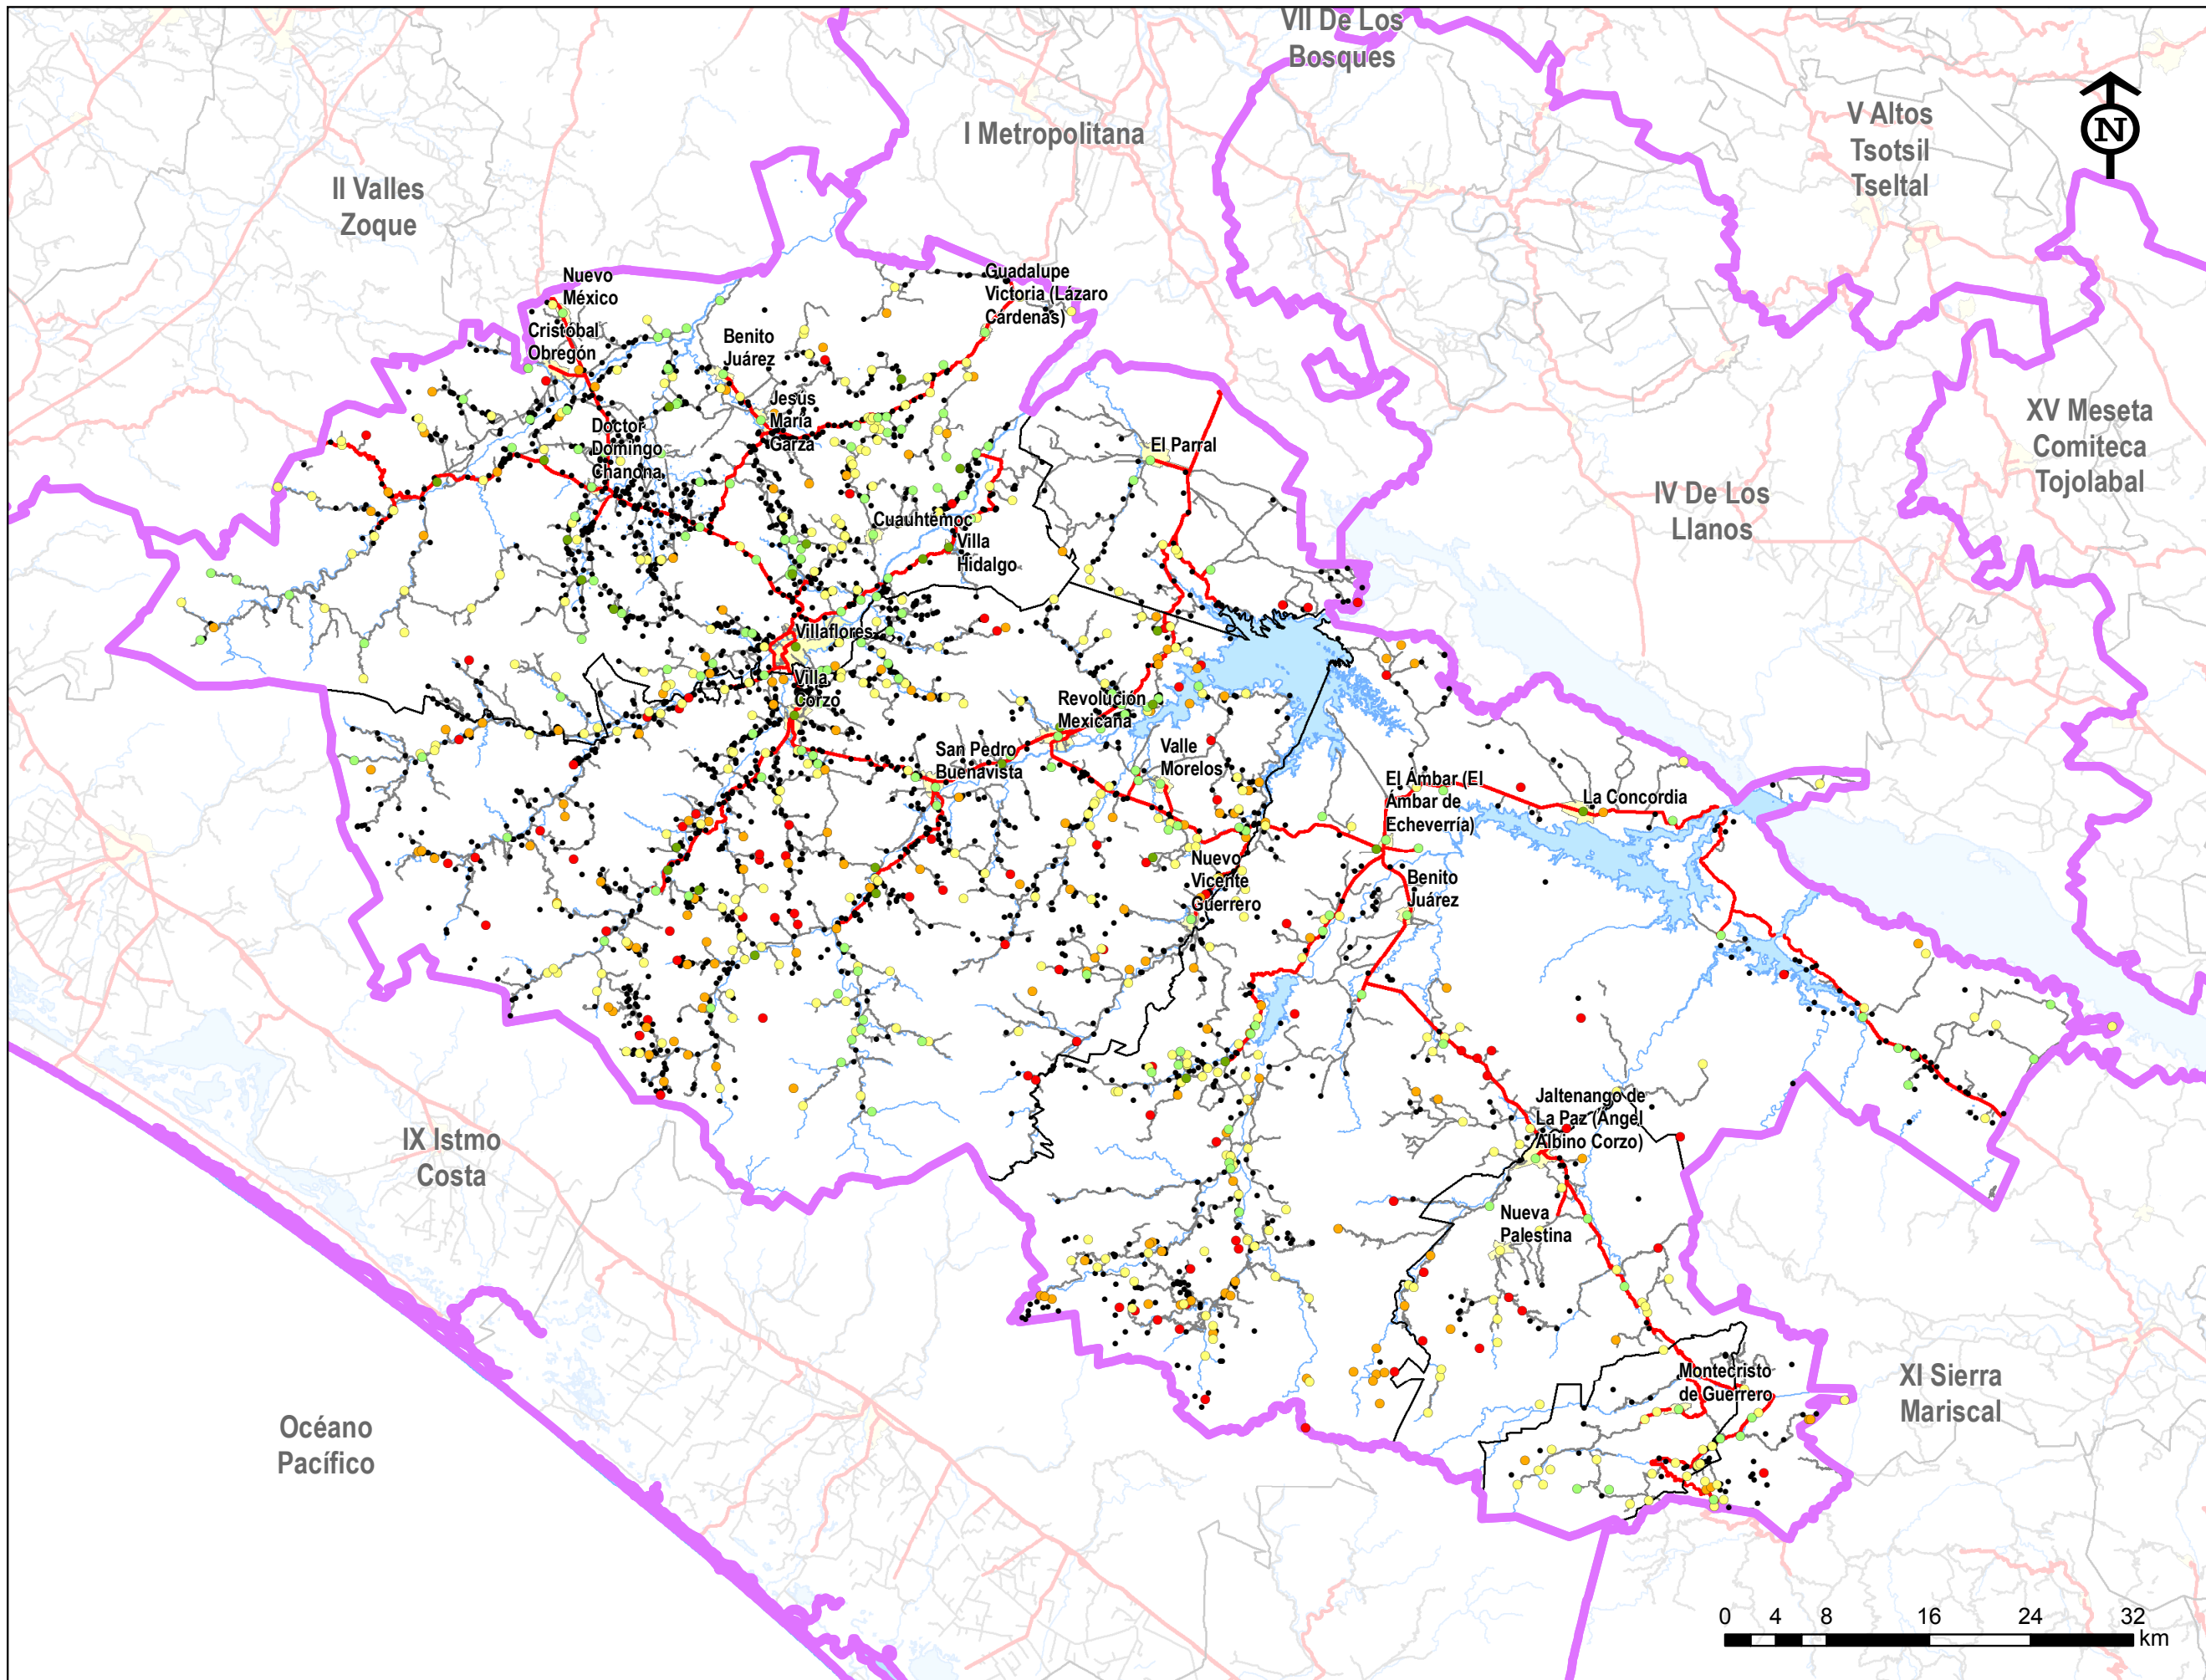 VII De Los
Bosques
I Metropolitana
V Altos
Tsotsil
Tseltal
N
II Valles
Zoque
Nuevo
México
Guadalupe
Victoria (Lázaro
Cárdenas)
Cristóbal
Obregón
Benito
Juárez
Jesús
María
Garza
Doctor
Domingo
Chanona
El Parral
XV Meseta
Comiteca
Tojolabal
IV De Los
Llanos
Cuauhtémoc
Villa
Hidalgo
Villaflores
Villa
Corzo
Revolución
Mexicana
San Pedro
Buenavista
Valle
Morelos
El Ámbar (El
Ámbar de
Echeverría)
La Concordia
Nuevo
Vicente
Guerrero
Benito
Juárez
Jaltenango de
La Paz (Ángel
Albino Corzo)
IX Istmo
Costa
Nueva
Palestina
Montecristo
de Guerrero
XI Sierra
Mariscal
Océano
Pacífico
0 4 8 16 24 32
km